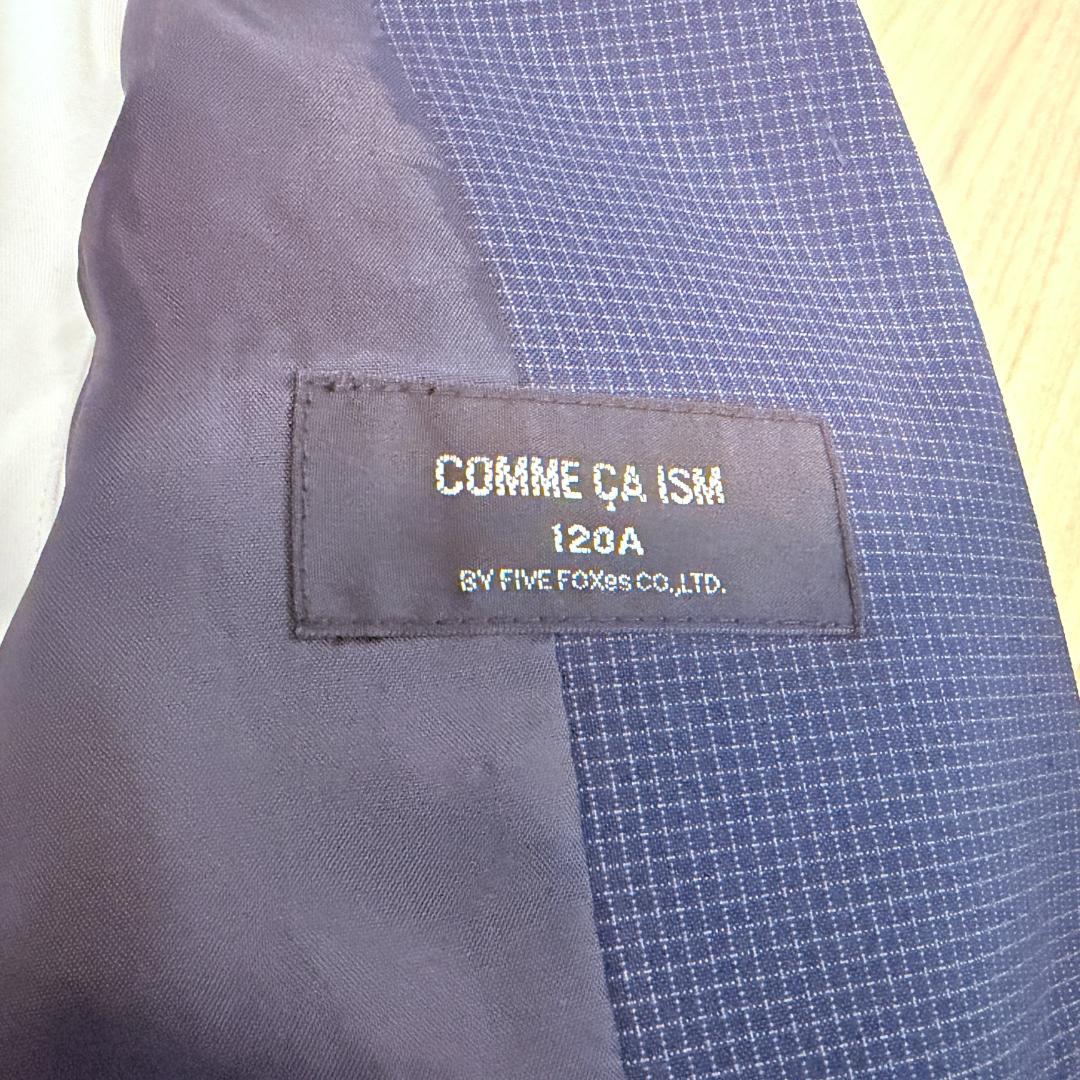 COMME ÇA ISM
120A
BY FIVE FOXes CO.,LTD.